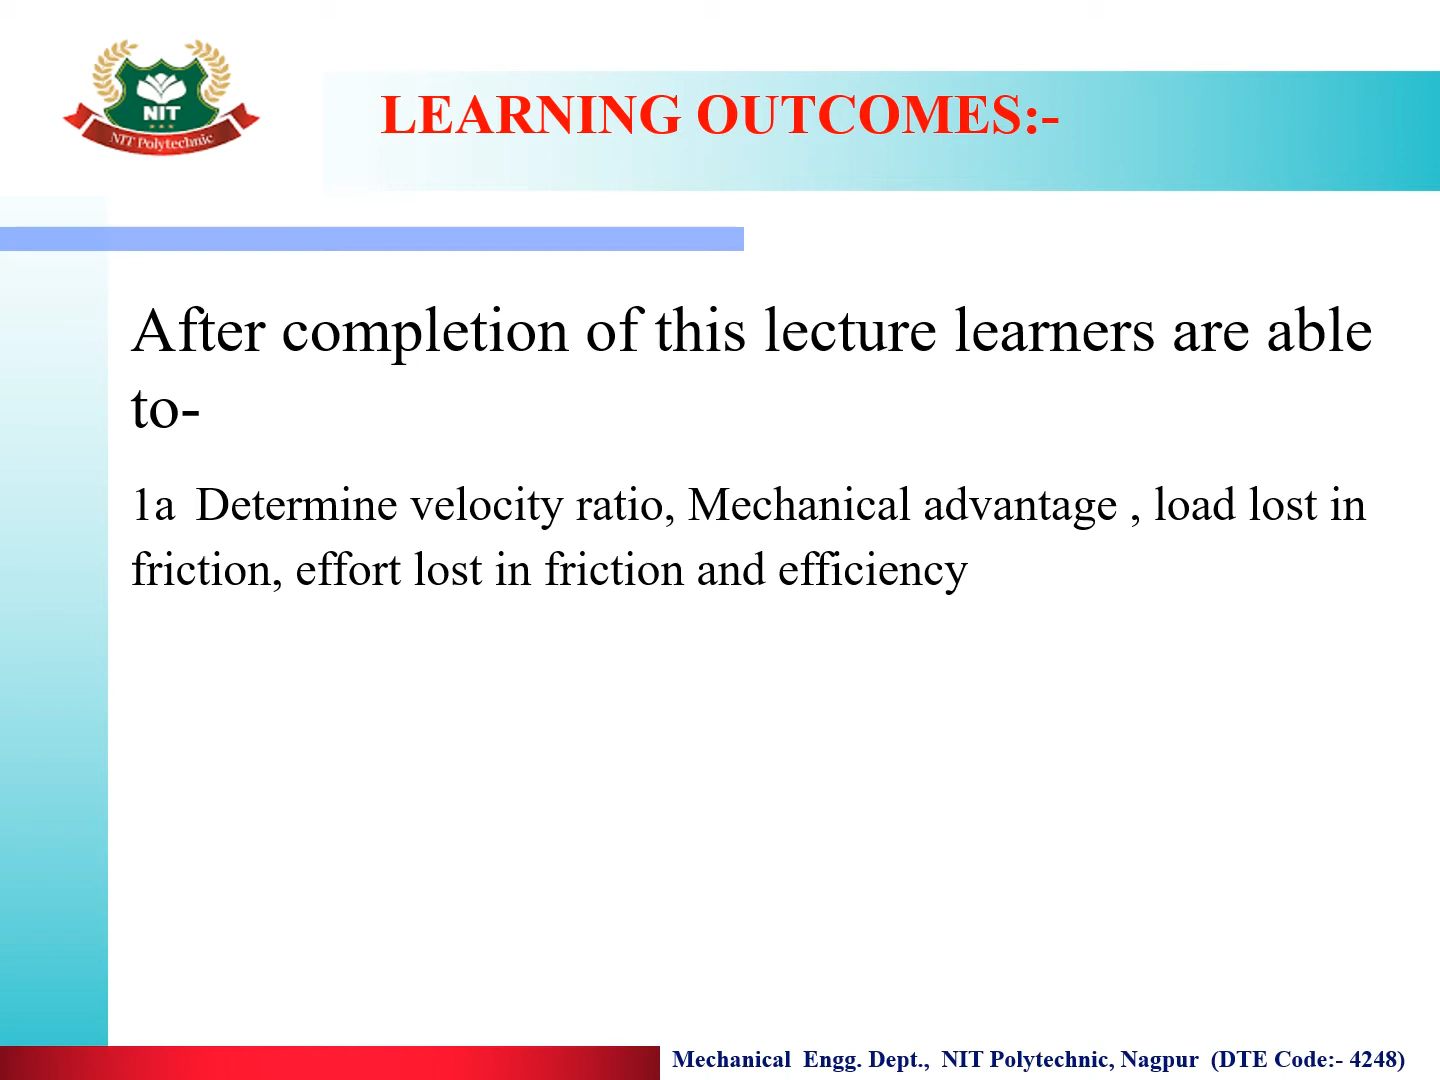 NIT
NIT Polytechnic
LEARNING OUTCOMES:-
After completion of this lecture learners are able
to-
1a Determine velocity ratio, Mechanical advantage , load lost in
friction, effort lost in friction and efficiency
Mechanical Engg. Dept., NIT Polytechnic, Nagpur (DTE Code:- 4248)